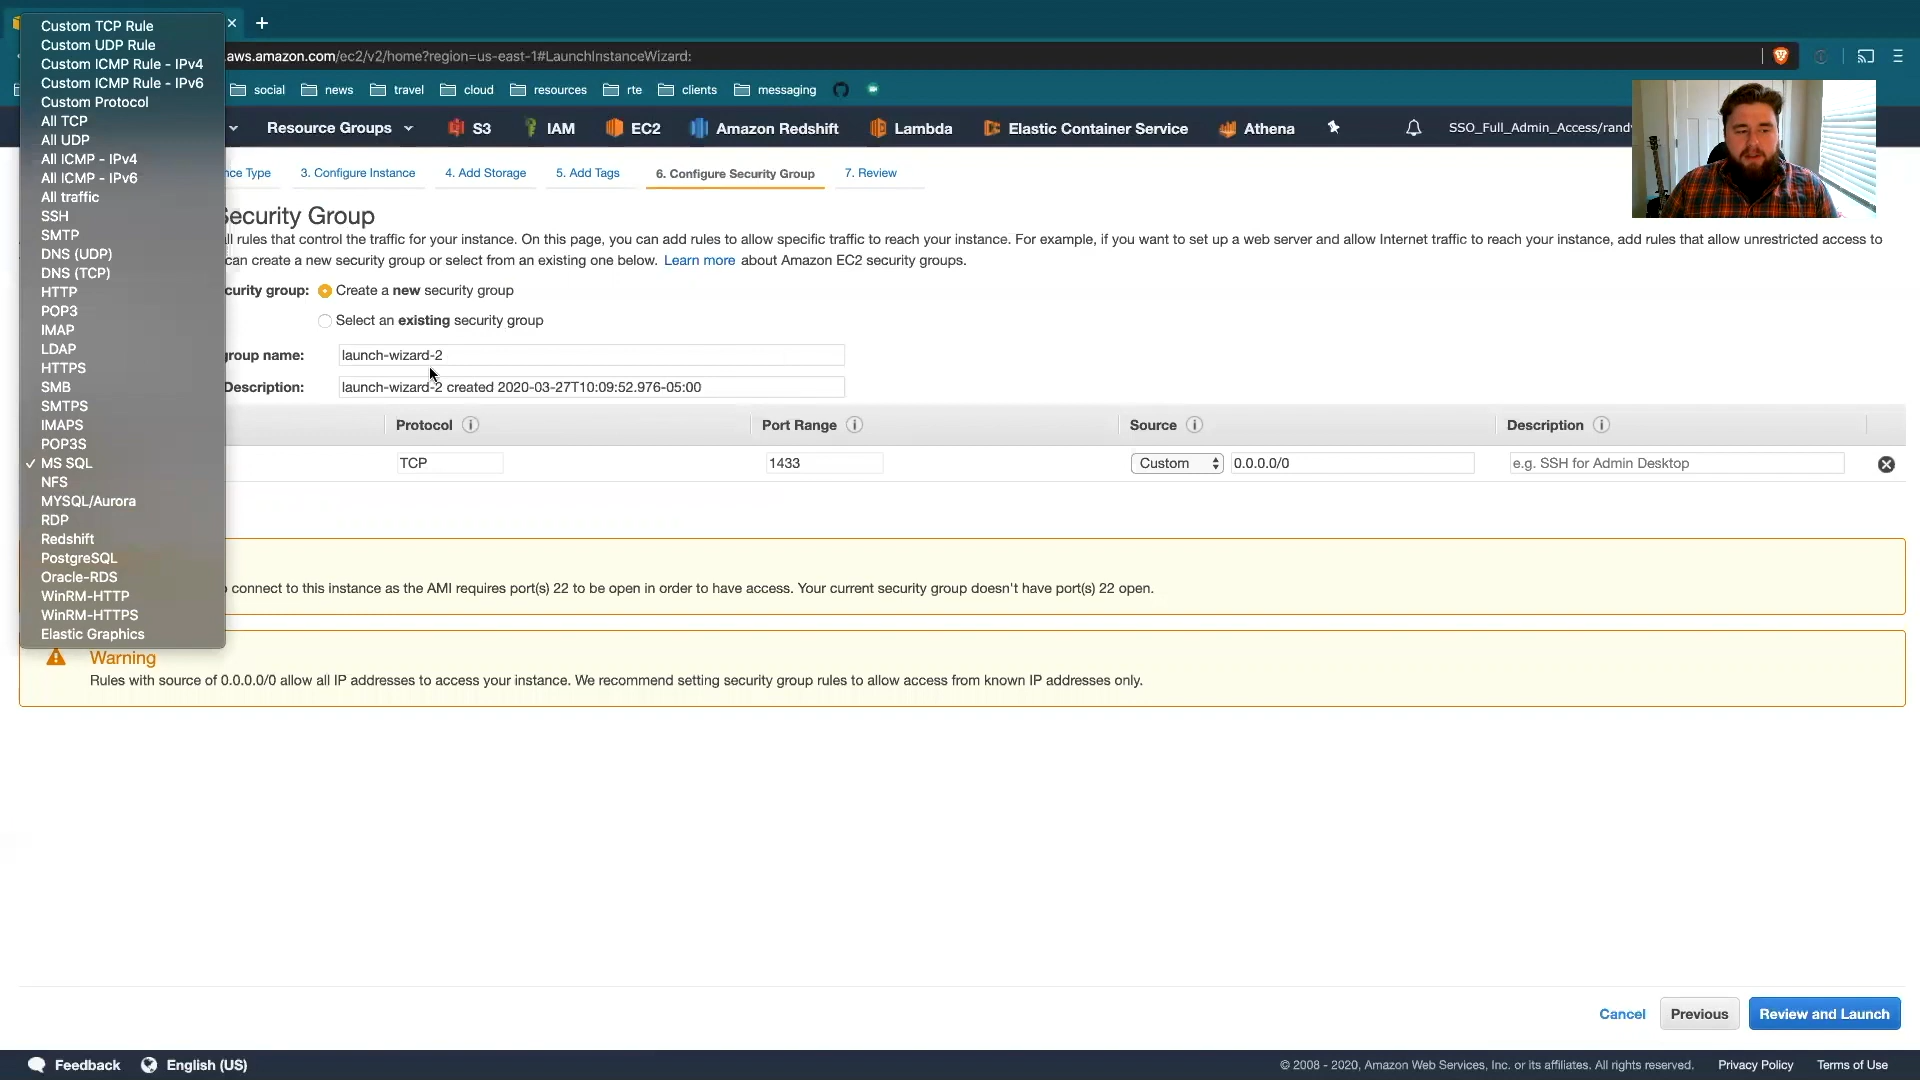 Custom TCP Rule
Custom UDP Rule
Custom ICMP Rule - IPv4
Custom ICMP Rule - IPv6
Custom Protocol
All TCP
All UDP
All ICMP - IPv4
All ICMP - IPv6
All traffic
SSH
SMTP
DNS (UDP)
DNS (TCP)
HTTP
POP3
IMAP
LDAP
HTTPS
SMB
SMTPS
IMAPS
POP3S
✓ MS SQL
NFS
MYSQL/Aurora
RDP
Redshift
PostgreSQL
Oracle-RDS
WinRM-HTTP
WinRM-HTTPS
Elastic Graphics
.aws.amazon.com/ec2/v2/home?region=us-east-1#LaunchInstanceWizard:
social news travel cloud resources rte clients messaging
Resource Groups S3 IAM EC2 Amazon Redshift Lambda Elastic Container Service Athena SSO_Full_Admin_Access/rand
nce Type 3. Configure Instance 4. Add Storage 5. Add Tags 6. Configure Security Group 7. Review
Security Group
ll rules that control the traffic for your instance. On this page, you can add rules to allow specific traffic to reach your instance. For example, if you want to set up a web server and allow Internet traffic to reach your instance, add rules that allow unrestricted access to
can create a new security group or select from an existing one below. Learn more about Amazon EC2 security groups.
curity group: Create a new security group
Select an existing security group
group name: launch-wizard-2
Description: launch-wizard-2 created 2020-03-27T10:09:52.976-05:00
Protocol Port Range Source Description
TCP 1433 Custom 0.0.0.0/0 e.g. SSH for Admin Desktop
connect to this instance as the AMI requires port(s) 22 to be open in order to have access. Your current security group doesn't have port(s) 22 open.
Warning
Rules with source of 0.0.0.0/0 allow all IP addresses to access your instance. We recommend setting security group rules to allow access from known IP addresses only.
Cancel Previous Review and Launch
Feedback English (US) © 2008 - 2020, Amazon Web Services, Inc. or its affiliates. All rights reserved. Privacy Policy Terms of Use